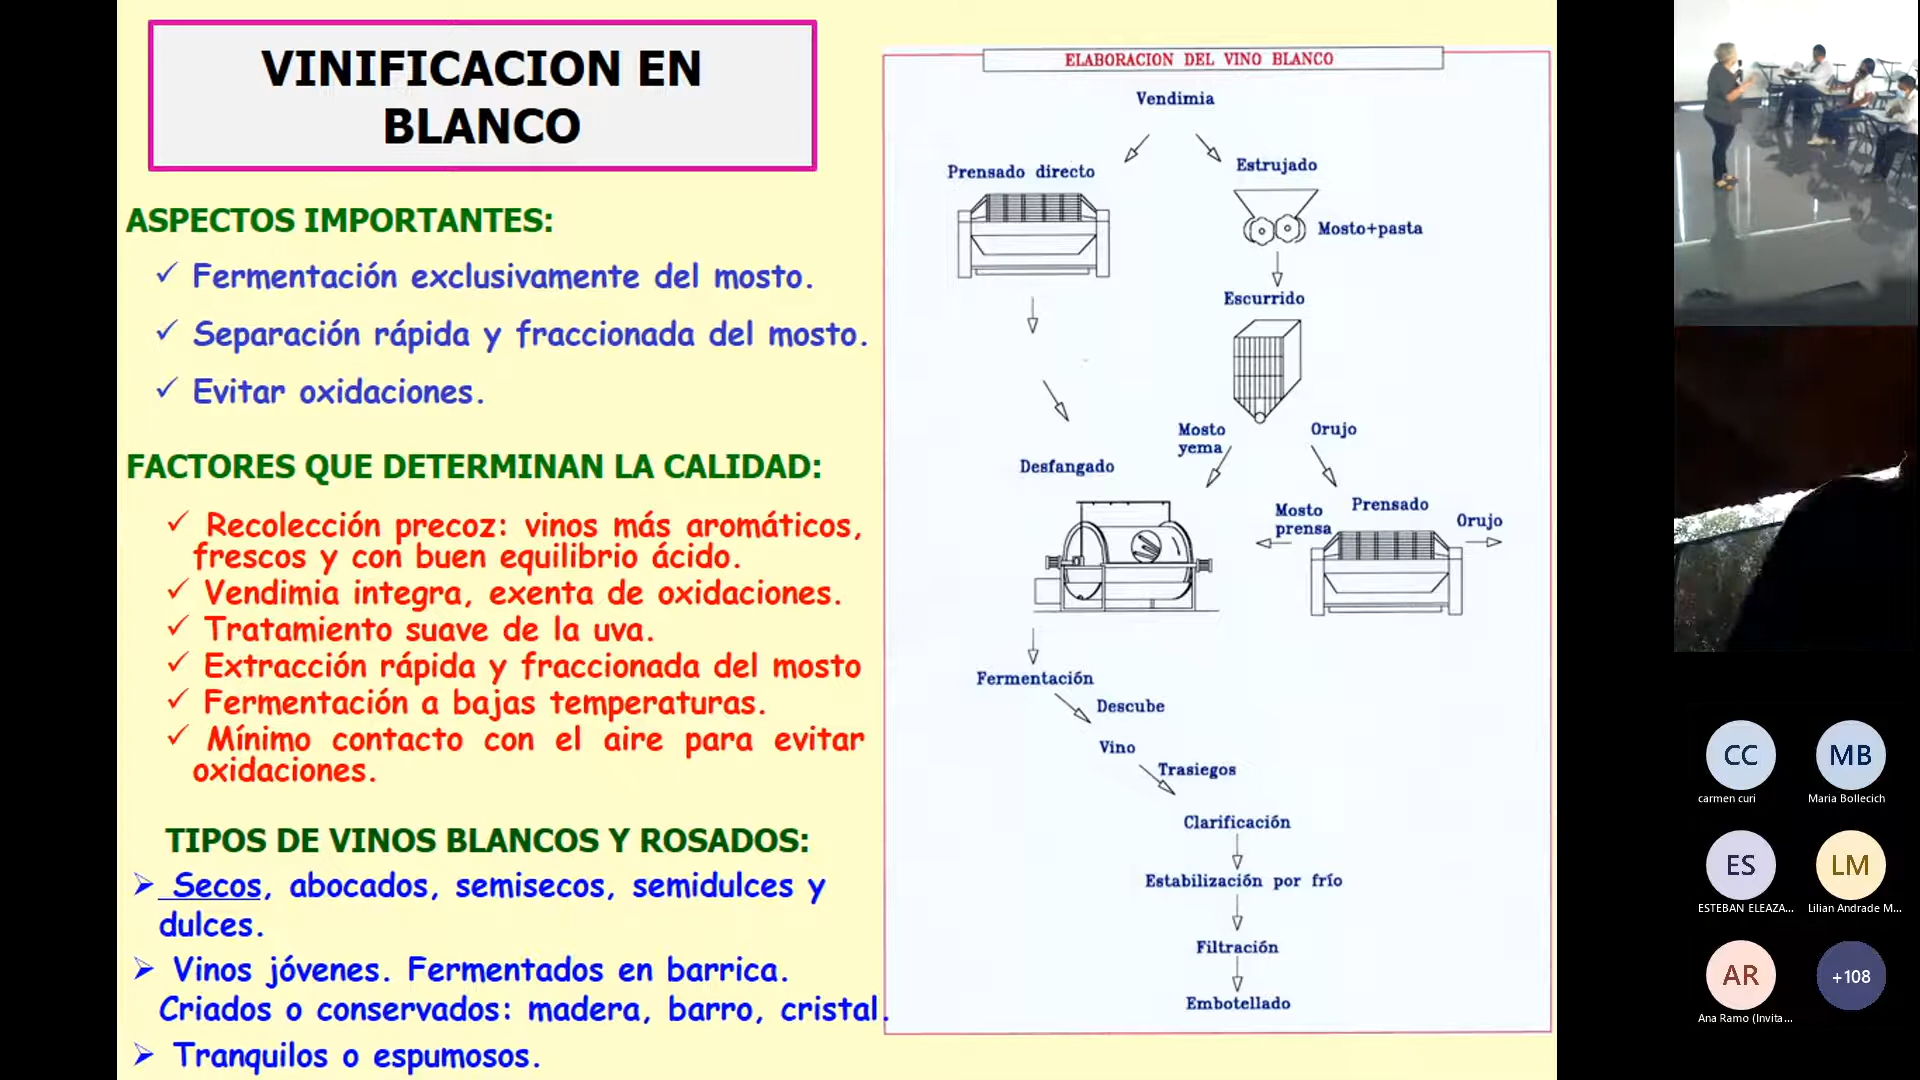 VINIFICACION EN
BLANCO
ASPECTOS IMPORTANTES:
✓ Fermentación exclusivamente del mosto.
✓ Separación rápida y fraccionada del mosto.
✓ Evitar oxidaciones.
FACTORES QUE DETERMINAN LA CALIDAD:
✓ Recolección precoz: vinos más aromáticos,
frescos y con buen equilibrio ácido.
✓ Vendimia integra, exenta de oxidaciones.
✓ Tratamiento suave de la uva.
✓ Extracción rápida y fraccionada del mosto
✓ Fermentación a bajas temperaturas.
✓ Mínimo contacto con el aire para evitar
oxidaciones.
TIPOS DE VINOS BLANCOS Y ROSADOS:
➢ Secos, abocados, semisecos, semidulces y
dulces.
➢ Vinos jóvenes. Fermentados en barrica.
Criados o conservados: madera, barro, cristal.
➢ Tranquilos o espumosos.
ELABORACION DEL VINO BLANCO
Vendimia
Prensado directo
Estrujado
Mosto+pasta
Escurrido
Mosto
yema
Orujo
Desfangado
Mosto
prensa
Prensado
Orujo
Fermentación
Descube
Vino
Trasiegos
Clarificación
Estabilización por frío
Filtración
Embotellado
CC
carmen curi
MB
Maria Bollecich
ES
ESTEBAN ELEAZA...
LM
Lilian Andrade M...
AR
Ana Ramo (Invita...
+108